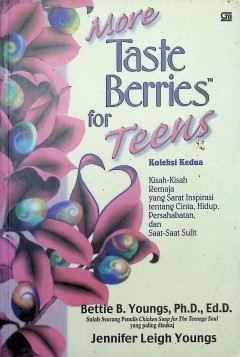 More
Taste
Berries™
for
Teens
Koleksi Kedua
Kisah-Kisah
Remaja
yang Sarat Inspirasi
tentang Cinta, Hidup,
Persahabatan,
dan
Saat-Saat Sulit
Bettie B. Youngs, Ph.D., Ed.D.
Salah Seorang Penulis Chicken Soup for The Teenage Soul
yang paling disukai
Jennifer Leigh Youngs